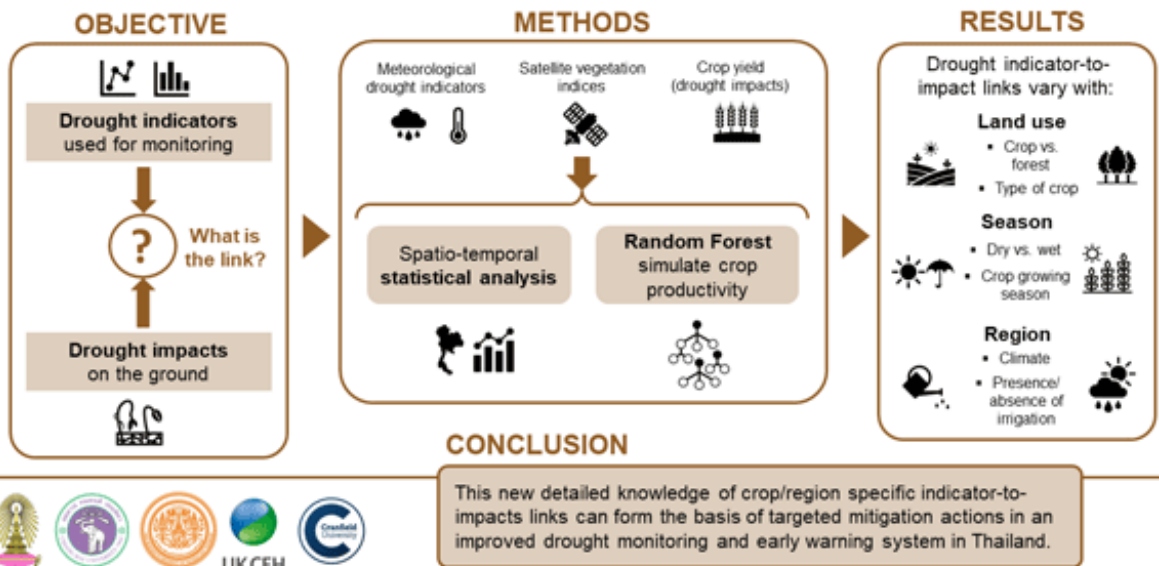 OBJECTIVE
Drought indicators
used for monitoring
?
What is
the link?
Drought impacts
on the ground
METHODS
Meteorological
drought indicators
Satellite vegetation
indices
Crop yield
(drought impacts)
Spatio-temporal
statistical analysis
Random Forest
simulate crop
productivity
RESULTS
Drought indicator-to-
impact links vary with:
Land use
▪ Crop vs.
forest
▪ Type of crop
Season
▪ Dry vs. wet
▪ Crop growing
season
Region
▪ Climate
▪ Presence/
absence of
irrigation
CONCLUSION
This new detailed knowledge of crop/region specific indicator-to-
impacts links can form the basis of targeted mitigation actions in an
improved drought monitoring and early warning system in Thailand.
UKCEH
Cranfield
University